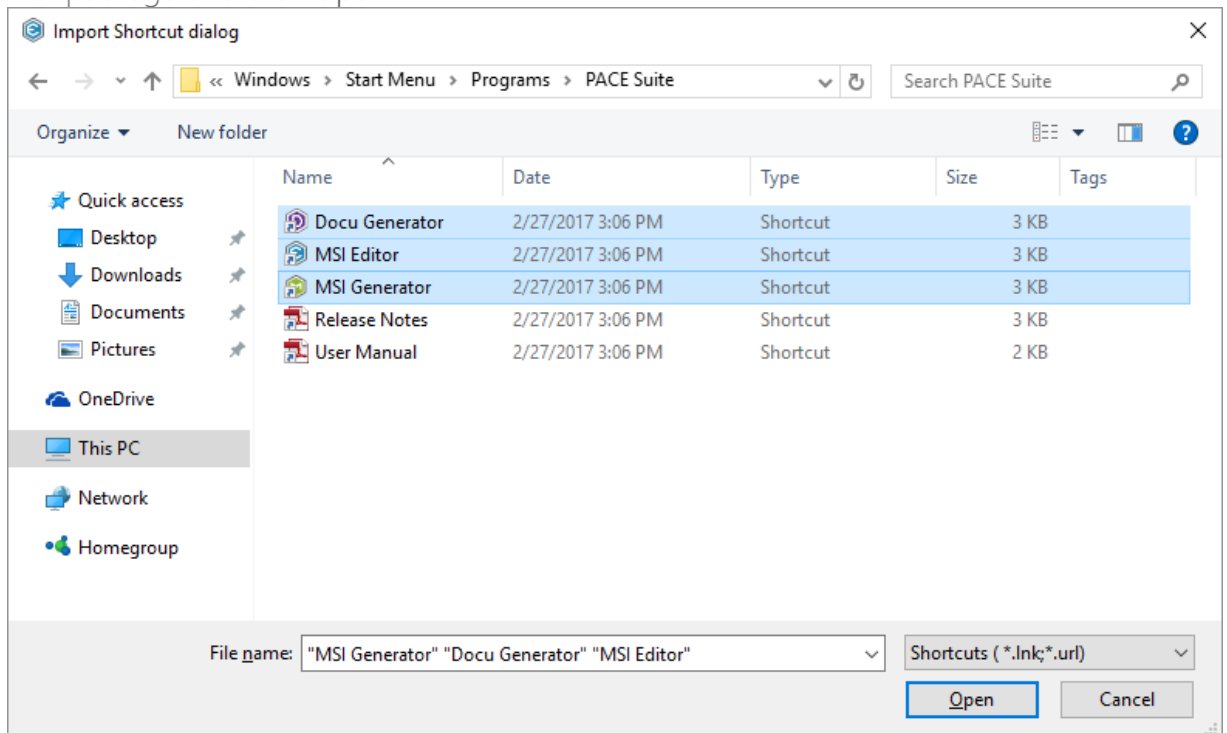 Import Shortcut dialog
« Windows > Start Menu > Programs > PACE Suite
Search PACE Suite
Organize
New folder
Name Date Type Size Tags
Quick access
Desktop
Downloads
Documents
Pictures
OneDrive
This PC
Network
Homegroup
Docu Generator 2/27/2017 3:06 PM Shortcut 3 KB
MSI Editor 2/27/2017 3:06 PM Shortcut 3 KB
MSI Generator 2/27/2017 3:06 PM Shortcut 3 KB
Release Notes 2/27/2017 3:06 PM Shortcut 3 KB
User Manual 2/27/2017 3:06 PM Shortcut 2 KB
File name: "MSI Generator" "Docu Generator" "MSI Editor"
Shortcuts ( *.lnk;*.url)
Open Cancel